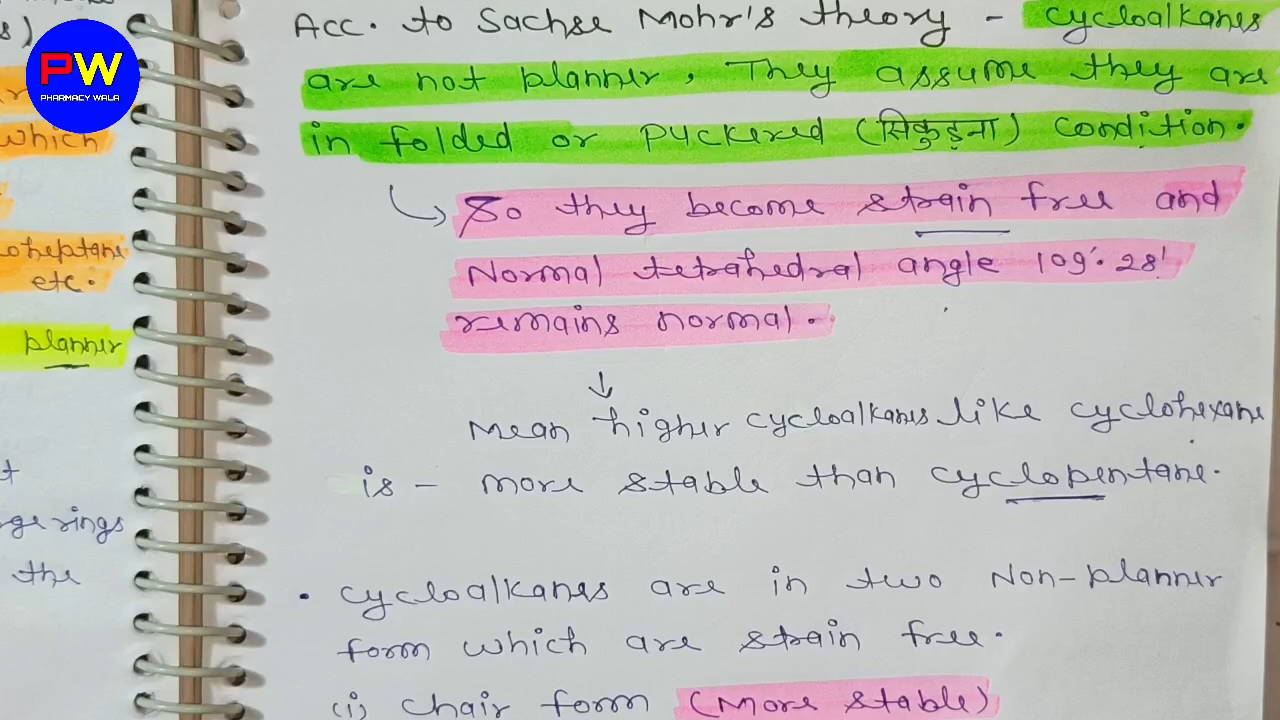 s)
PW
PHARMACY WALA
which
oheptane
etc.
planner
ge rings
the
Acc. to Sachse Mohr's theory - cycloalkanes
are not planner, They assume they are
in folded or puckered (सिकुड़ना) condition.
So they become strain free and
Normal tetrahedral angle 109°.28'
remains normal.
↓
Mean higher cycloalkanes like cyclohexane
is - more stable than cyclopentane.
• cycloalkanes are in two Non-planner
form which are strain free.
(i) chair form (More stable)